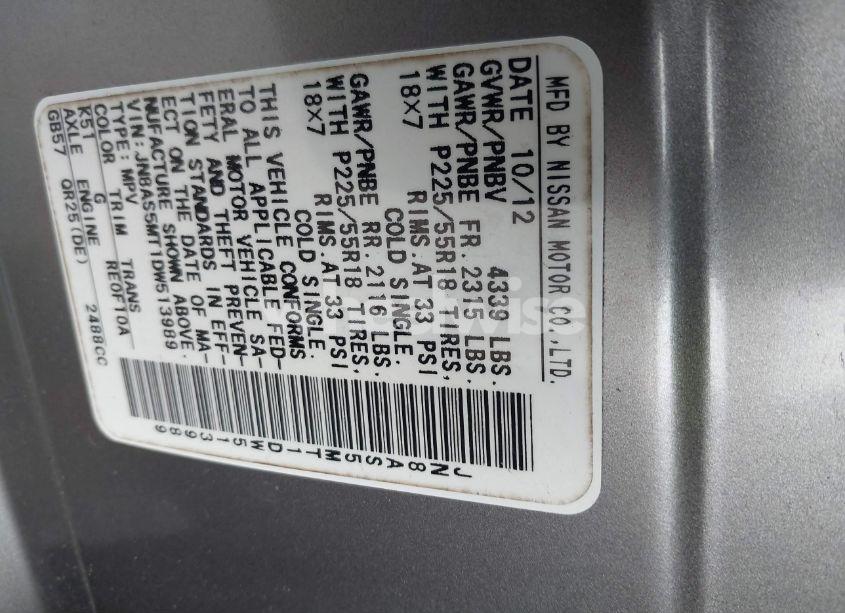 MFD BY NISSAN MOTOR CO.,LTD.
DATE 10/12
GVWR/PNBV 4339 LBS.
GAWR/PNBE FR. 2315 LBS.
WITH P225/55R18 TIRES,
18X7 RIMS.AT 33 PSI
COLD SINGLE.
GAWR/PNBE RR. 2116 LBS.
WITH P225/55R18 TIRES,
18X7 RIMS.AT 33 PSI
COLD SINGLE.
THIS VEHICLE CONFORMS
TO ALL APPLICABLE FED-
ERAL MOTOR VEHICLE SA-
FETY AND THEFT PREVEN-
TION STANDARDS IN EFF-
ECT ON THE DATE OF MA-
NUFACTURE SHOWN ABOVE.
VIN:JN8AS5MT1DW513989
TYPE: MPV
COLOR TRIM TRANS
K51 G RE0F10A
AXLE ENGINE
GB57 QR25(DE) 2488CC
JN8AS5MT1DW513989